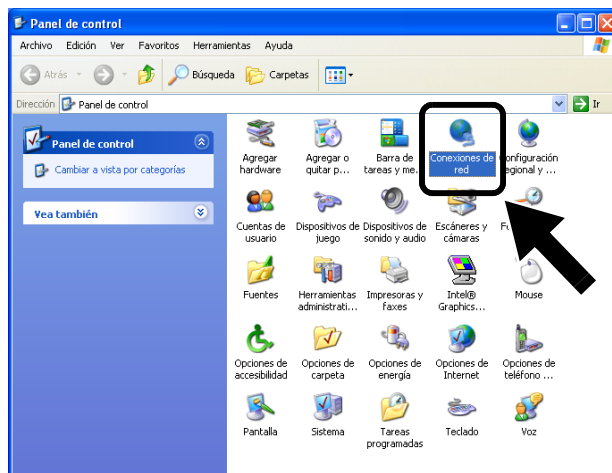 Panel de control
Archivo Edición Ver Favoritos Herramientas Ayuda
Atrás Búsqueda Carpetas
Dirección Panel de control Ir
Panel de control
Cambiar a vista por categorías
Vea también
Agregar hardware
Agregar o quitar p...
Barra de tareas y me...
Conexiones de red
onfiguración egional y ...
Cuentas de usuario
Dispositivos de juego
Dispositivos de sonido y audio
Escáneres y cámaras
Fuentes
Herramientas administrati...
Impresoras y faxes
Intel® Graphics...
Mouse
Opciones de accesibilidad
Opciones de carpeta
Opciones de energía
Opciones de Internet
Opciones de teléfono ...
Pantalla
Sistema
Tareas programadas
Teclado
Voz